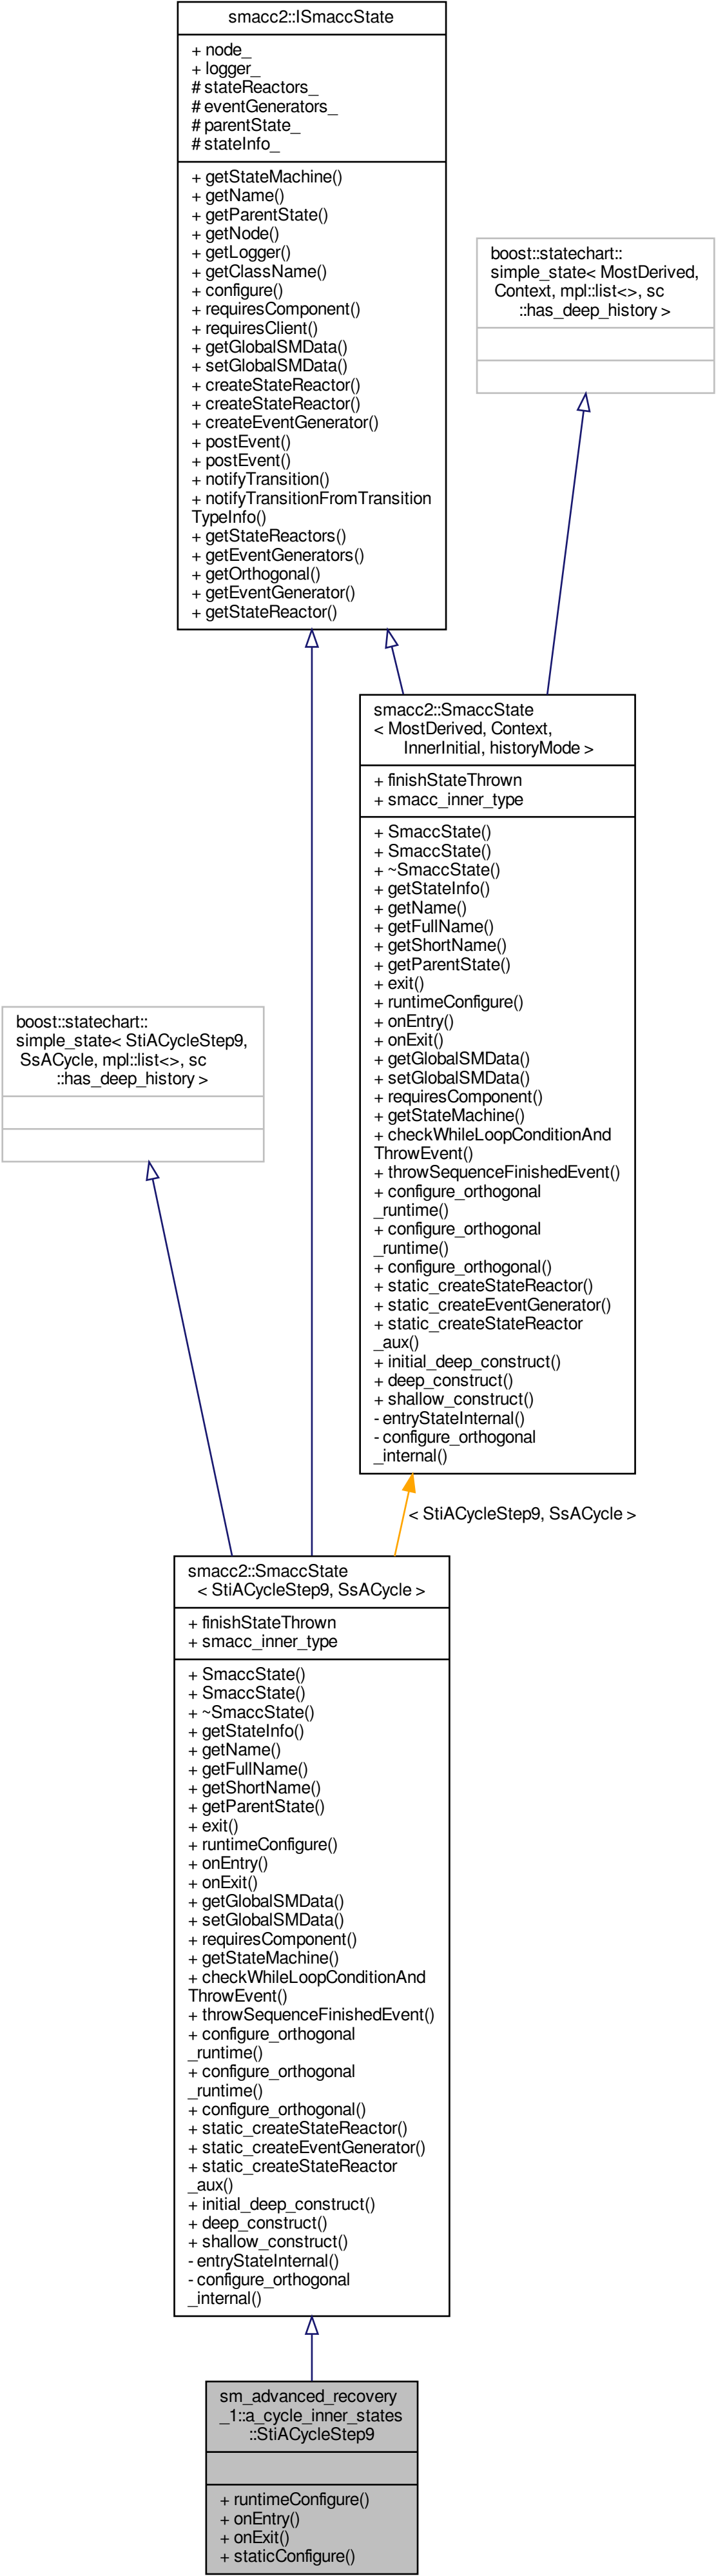 smacc2::ISmaccState
+ node_
+ logger_
# stateReactors_
# eventGenerators_
# parentState_
# stateInfo_
+ getStateMachine()
+ getName()
+ getParentState()
+ getNode()
+ getLogger()
+ getClassName()
+ configure()
+ requiresComponent()
+ requiresClient()
+ getGlobalSMData()
+ setGlobalSMData()
+ createStateReactor()
+ createStateReactor()
+ createEventGenerator()
+ postEvent()
+ postEvent()
+ notifyTransition()
+ notifyTransitionFromTransition
TypeInfo()
+ getStateReactors()
+ getEventGenerators()
+ getOrthogonal()
+ getEventGenerator()
+ getStateReactor()
boost::statechart::
simple_state< MostDerived,
Context, mpl::list<>, sc
::has_deep_history >
smacc2::SmaccState
< MostDerived, Context,
InnerInitial, historyMode >
+ finishStateThrown
+ smacc_inner_type
+ SmaccState()
+ SmaccState()
+ ~SmaccState()
+ getStateInfo()
+ getName()
+ getFullName()
+ getShortName()
+ getParentState()
+ exit()
+ runtimeConfigure()
+ onEntry()
+ onExit()
+ getGlobalSMData()
+ setGlobalSMData()
+ requiresComponent()
+ getStateMachine()
+ checkWhileLoopConditionAnd
ThrowEvent()
+ throwSequenceFinishedEvent()
+ configure_orthogonal
_runtime()
+ configure_orthogonal
_runtime()
+ configure_orthogonal()
+ static_createStateReactor()
+ static_createEventGenerator()
+ static_createStateReactor
_aux()
+ initial_deep_construct()
+ deep_construct()
+ shallow_construct()
- entryStateInternal()
- configure_orthogonal
_internal()
boost::statechart::
simple_state< StiACycleStep9,
SsACycle, mpl::list<>, sc
::has_deep_history >
< StiACycleStep9, SsACycle >
smacc2::SmaccState
< StiACycleStep9, SsACycle >
+ finishStateThrown
+ smacc_inner_type
+ SmaccState()
+ SmaccState()
+ ~SmaccState()
+ getStateInfo()
+ getName()
+ getFullName()
+ getShortName()
+ getParentState()
+ exit()
+ runtimeConfigure()
+ onEntry()
+ onExit()
+ getGlobalSMData()
+ setGlobalSMData()
+ requiresComponent()
+ getStateMachine()
+ checkWhileLoopConditionAnd
ThrowEvent()
+ throwSequenceFinishedEvent()
+ configure_orthogonal
_runtime()
+ configure_orthogonal
_runtime()
+ configure_orthogonal()
+ static_createStateReactor()
+ static_createEventGenerator()
+ static_createStateReactor
_aux()
+ initial_deep_construct()
+ deep_construct()
+ shallow_construct()
- entryStateInternal()
- configure_orthogonal
_internal()
sm_advanced_recovery
_1::a_cycle_inner_states
::StiACycleStep9
+ runtimeConfigure()
+ onEntry()
+ onExit()
+ staticConfigure()